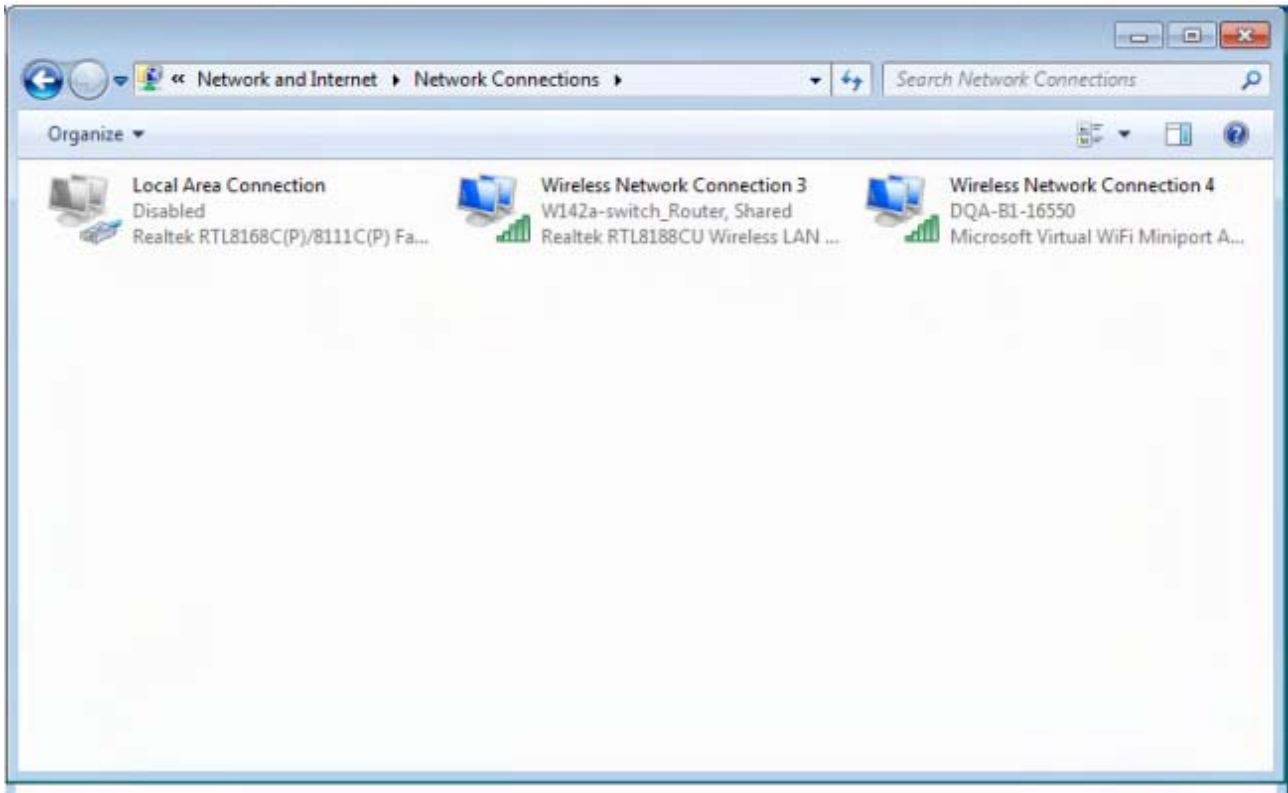 « Network and Internet ▸ Network Connections ▸
Search Network Connections
Organize
Local Area Connection
Disabled
Realtek RTL8168C(P)/8111C(P) Fa...
Wireless Network Connection 3
W142a-switch_Router, Shared
Realtek RTL8188CU Wireless LAN ...
Wireless Network Connection 4
DQA-B1-16550
Microsoft Virtual WiFi Miniport A...